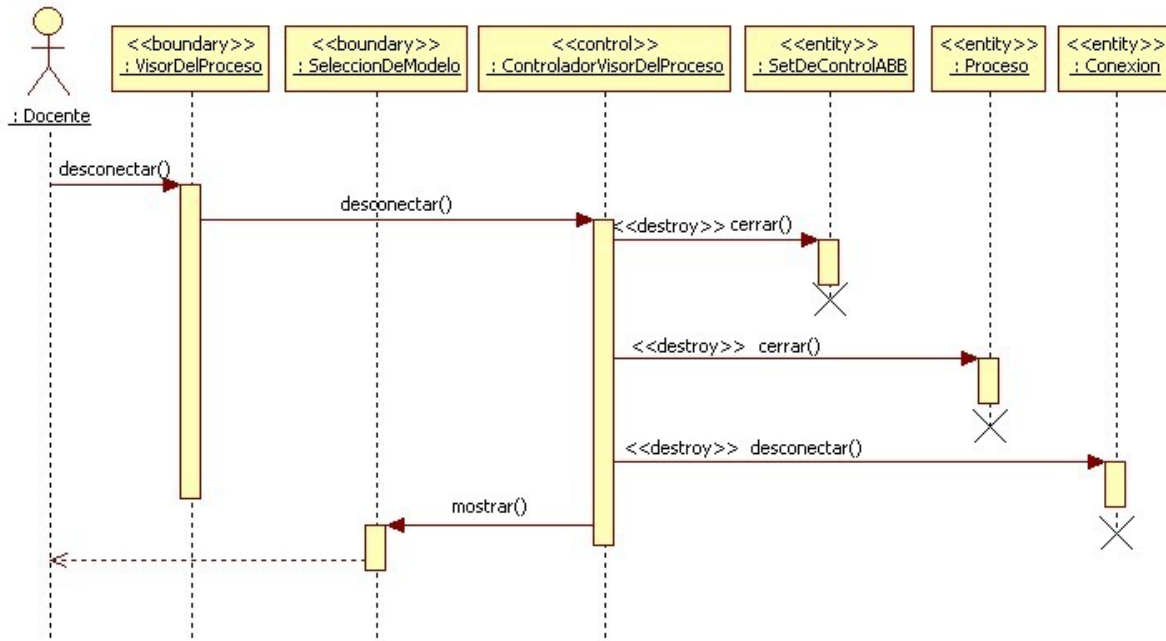 <<boundary>>
: VisorDelProceso
<<boundary>>
: SeleccionDeModelo
<<control>>
: ControladorVisorDelProceso
<<entity>>
: SetDeControlABB
<<entity>>
: Proceso
<<entity>>
: Conexion
: Docente
desconectar()
desconectar()
<<destroy>> cerrar()
<<destroy>> cerrar()
<<destroy>> desconectar()
mostrar()